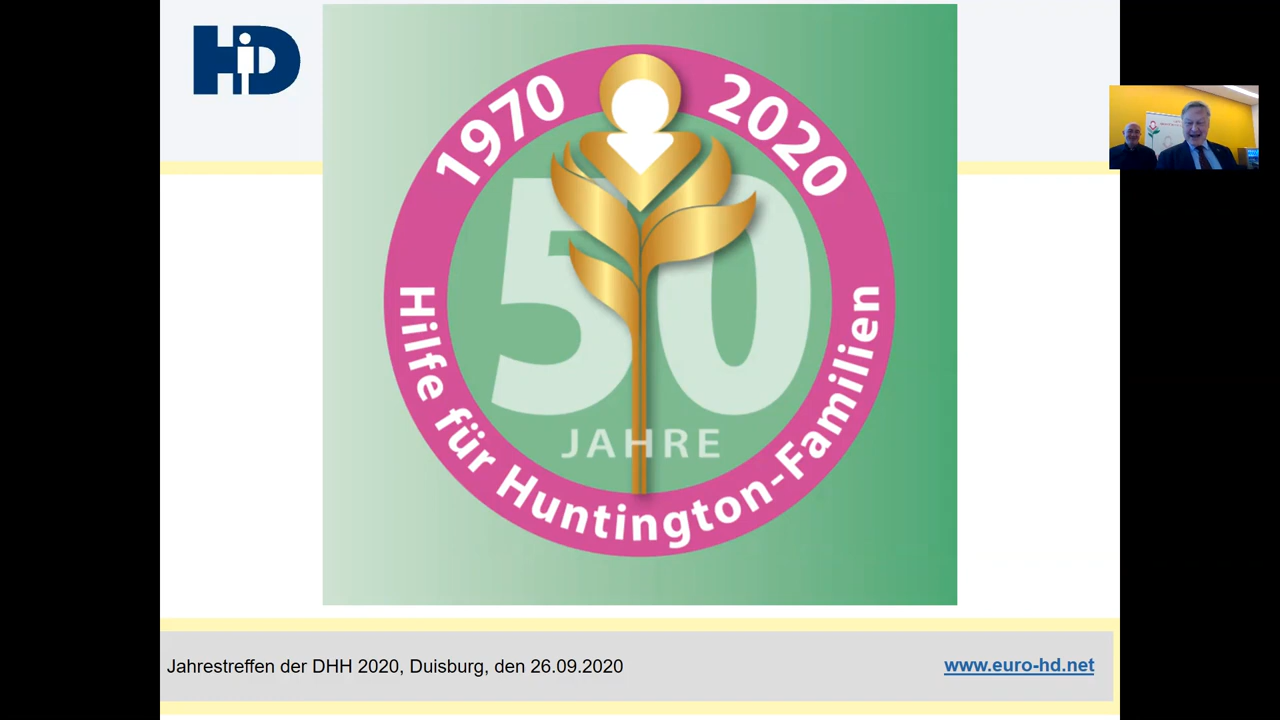 HD
1970 2020
50
JAHRE
Hilfe für Huntington-Familien
Jahrestreffen der DHH 2020, Duisburg, den 26.09.2020
www.euro-hd.net